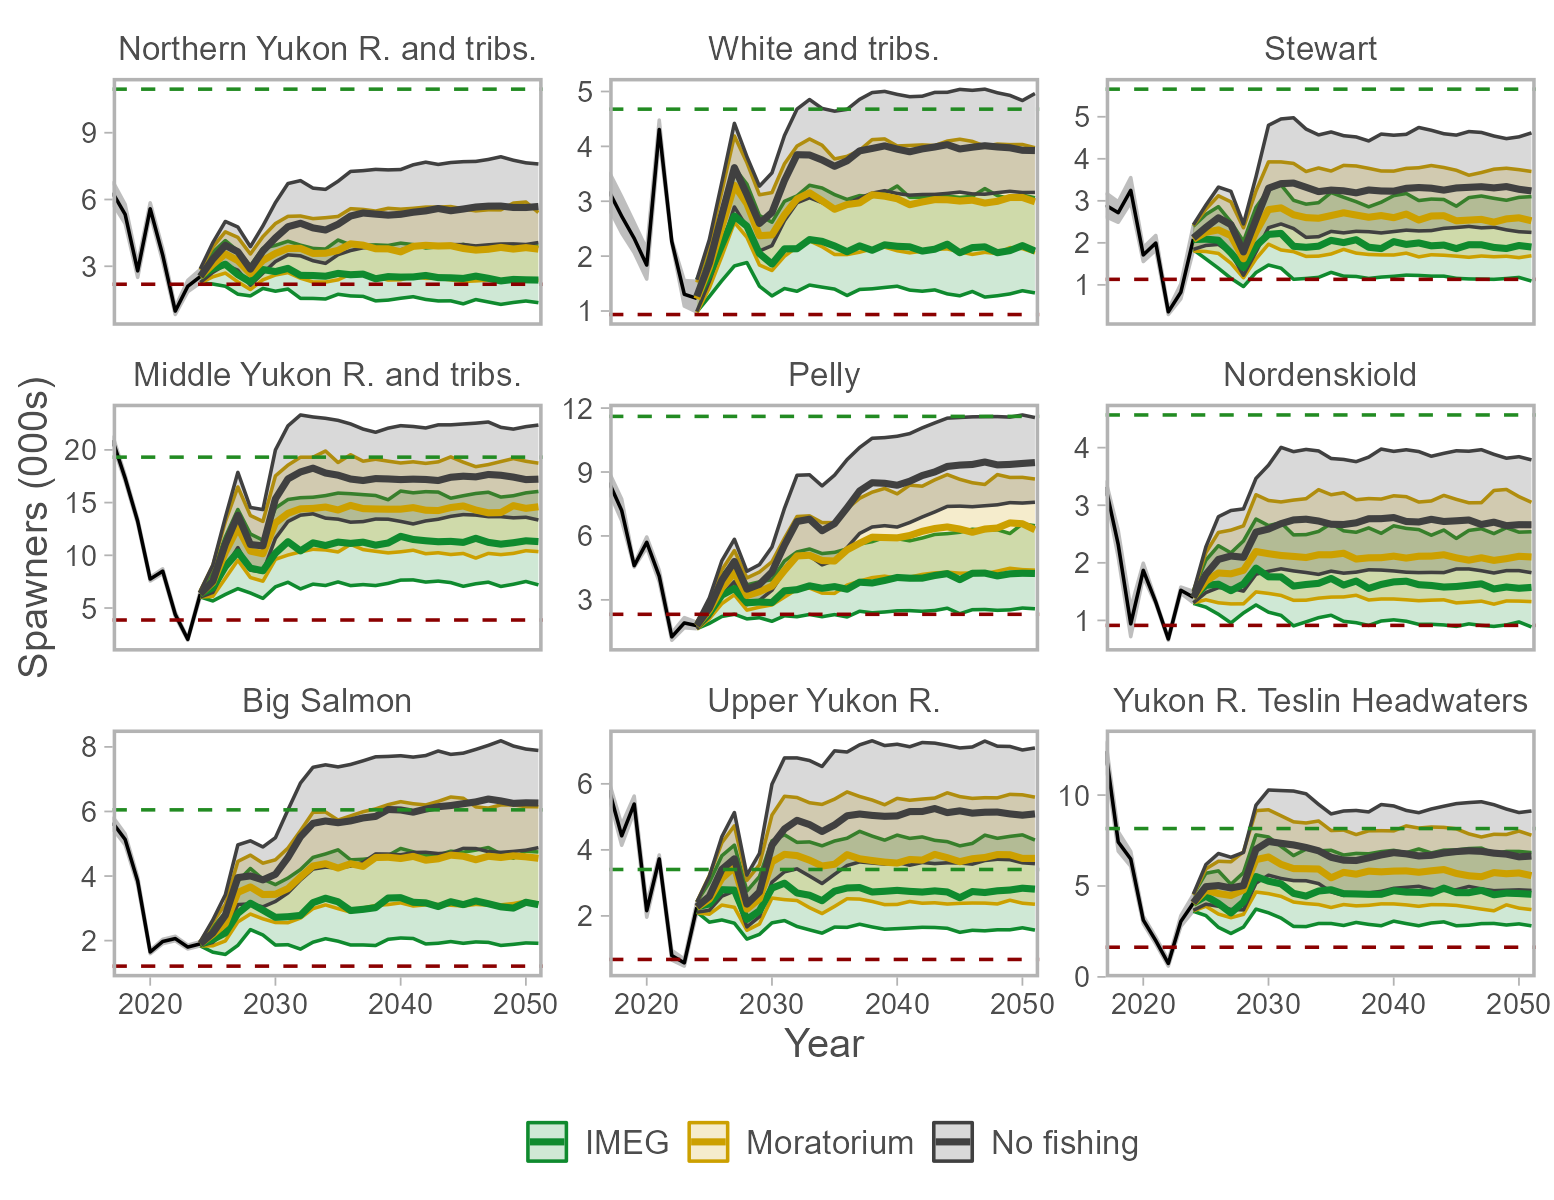 Northern Yukon R. and tribs.
White and tribs.
Stewart
9
6
3
5
4
3
2
1
5
4
3
2
1
Middle Yukon R. and tribs.
Pelly
Nordenskiold
20
15
10
5
12
9
6
3
4
3
2
1
Spawners (000s)
Big Salmon
Upper Yukon R.
Yukon R. Teslin Headwaters
8
6
4
2
6
4
2
10
5
0
2020 2030 2040 2050
2020 2030 2040 2050
2020 2030 2040 2050
Year
IMEG Moratorium No fishing